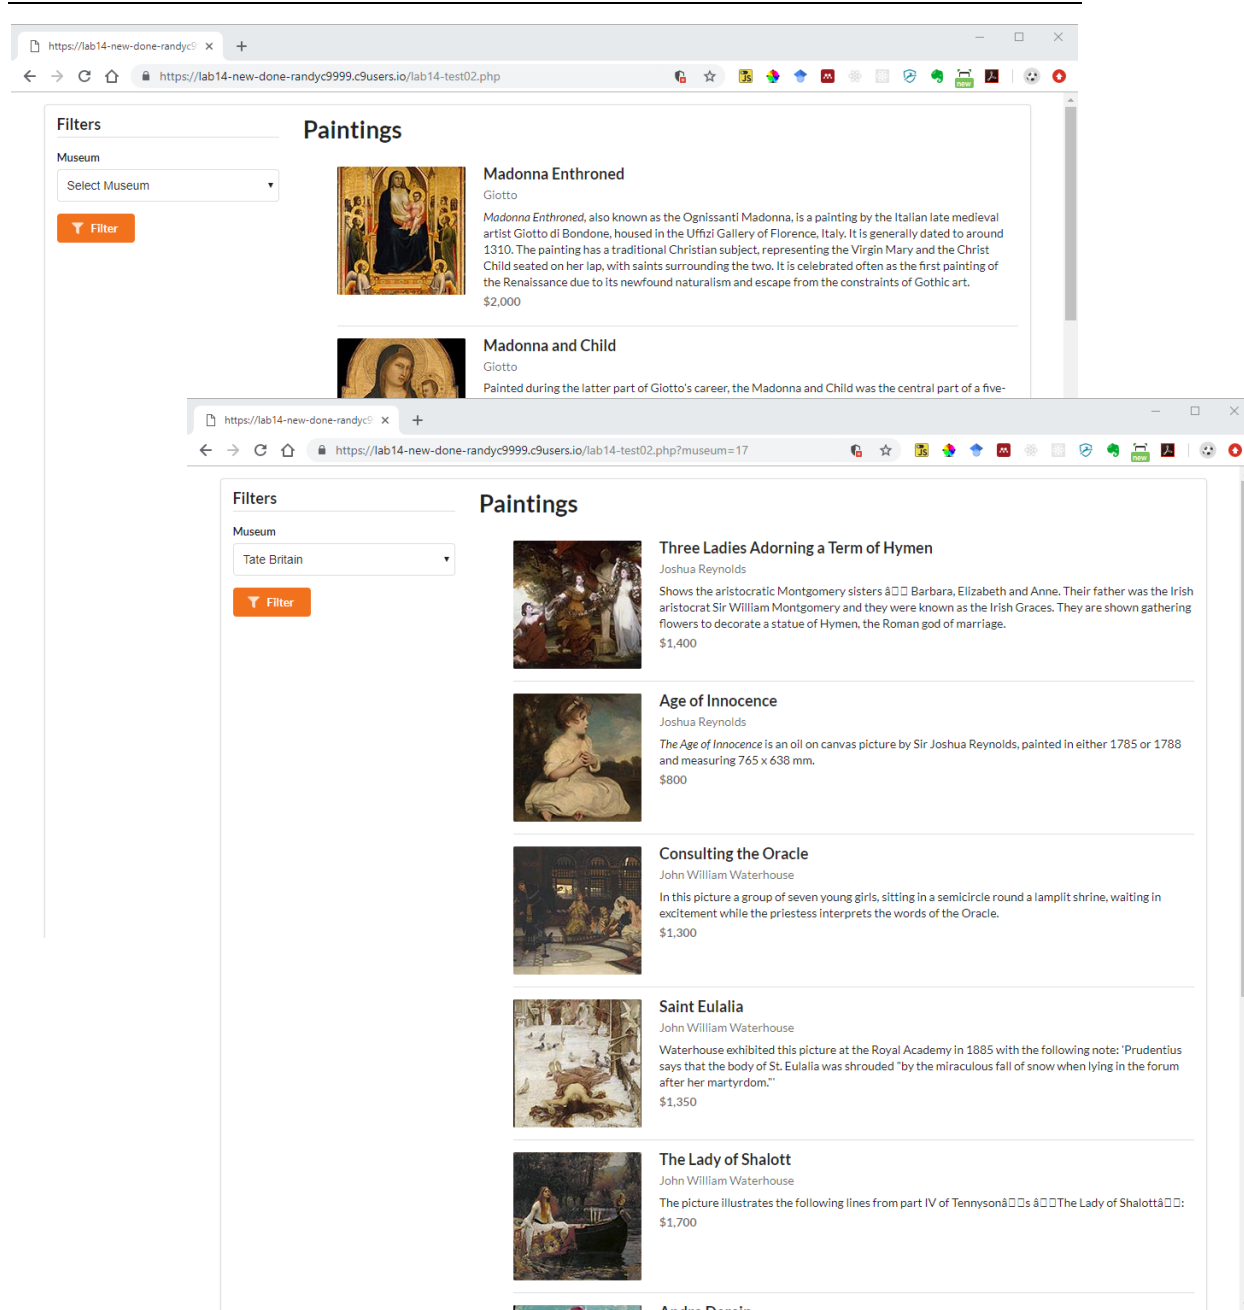 https://lab14-new-done-randyc9
https://lab14-new-done-randyc9999.c9users.io/lab14-test02.php
JS
new
Filters
Museum
Select Museum
Filter
Paintings
Madonna Enthroned
Giotto
Madonna Enthroned, also known as the Ognissanti Madonna, is a painting by the Italian late medieval
artist Giotto di Bondone, housed in the Uffizi Gallery of Florence, Italy. It is generally dated to around
1310. The painting has a traditional Christian subject, representing the Virgin Mary and the Christ
Child seated on her lap, with saints surrounding the two. It is celebrated often as the first painting of
the Renaissance due to its newfound naturalism and escape from the constraints of Gothic art.
$2,000
Madonna and Child
Giotto
Painted during the latter part of Giotto's career, the Madonna and Child was the central part of a five-
https://lab14-new-done-randyc9
https://lab14-new-done-randyc9999.c9users.io/lab14-test02.php?museum=17
JS
new
Filters
Museum
Tate Britain
Filter
Paintings
Three Ladies Adorning a Term of Hymen
Joshua Reynolds
Shows the aristocratic Montgomery sisters â□□ Barbara, Elizabeth and Anne. Their father was the Irish
aristocrat Sir William Montgomery and they were known as the Irish Graces. They are shown gathering
flowers to decorate a statue of Hymen, the Roman god of marriage.
$1,400
Age of Innocence
Joshua Reynolds
The Age of Innocence is an oil on canvas picture by Sir Joshua Reynolds, painted in either 1785 or 1788
and measuring 765 x 638 mm.
$800
Consulting the Oracle
John William Waterhouse
In this picture a group of seven young girls, sitting in a semicircle round a lamplit shrine, waiting in
excitement while the priestess interprets the words of the Oracle.
$1,300
Saint Eulalia
John William Waterhouse
Waterhouse exhibited this picture at the Royal Academy in 1885 with the following note: 'Prudentius
says that the body of St. Eulalia was shrouded "by the miraculous fall of snow when lying in the forum
after her martyrdom."'
$1,350
The Lady of Shalott
John William Waterhouse
The picture illustrates the following lines from part IV of Tennysonâ□□s â□□The Lady of Shalottâ□□:
$1,700